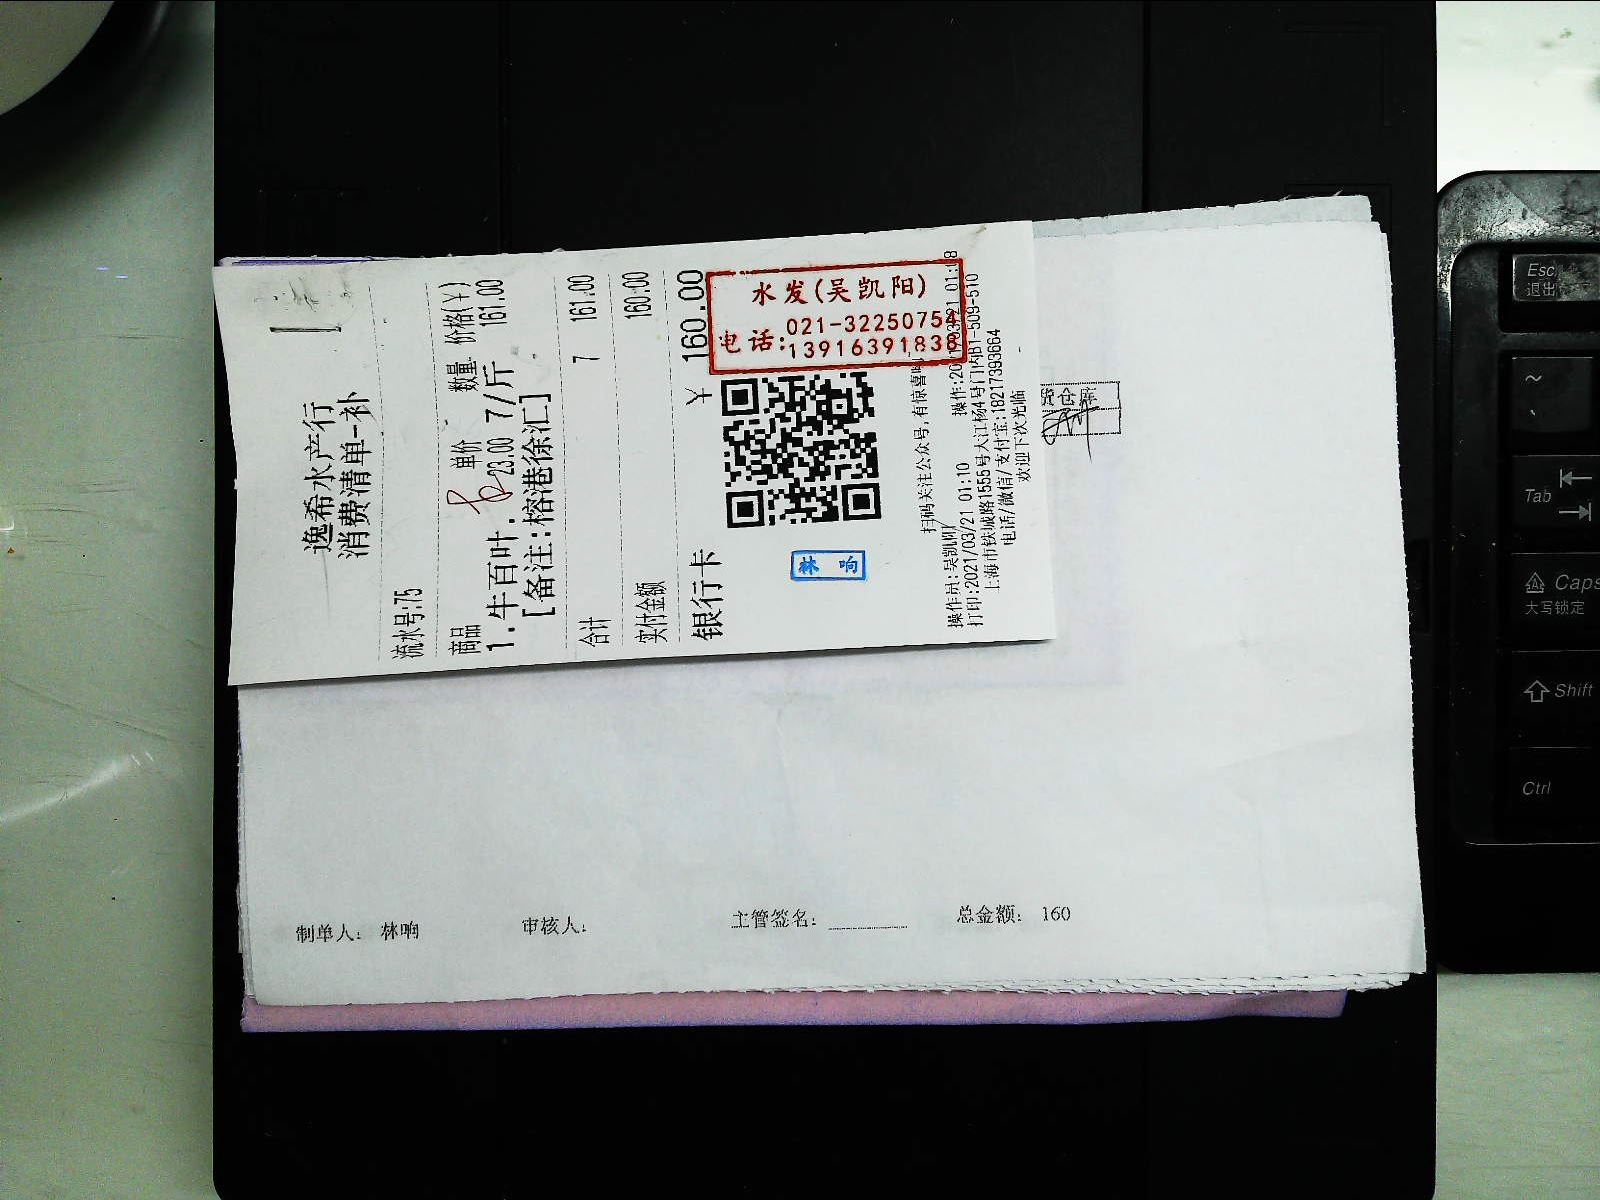 逸希水产行
消费清单-补
流水号:75
商品 单价 数量 价格(¥)
1.牛百叶. 23.00 7/斤 161.00
[备注:榕港徐汇]
合计 7 161.00
实付金额 160.00
银行卡 ¥ 160.00
水发(吴凯阳)
电话:021-32250754
13916391838
林 响
扫码关注公众号,有惊喜
操作员:吴凯阳
打印:2021/03/21 01:10
上海市铁城路1555号大江杨4号门内B1-509-510
电话/微信/支付宝:18217393664
欢迎下次光临
制单人: 林响 审核人: 主管签名: 总金额: 160
Esc
退出
~
Tab
Caps
大写锁定
Shift
Ctrl